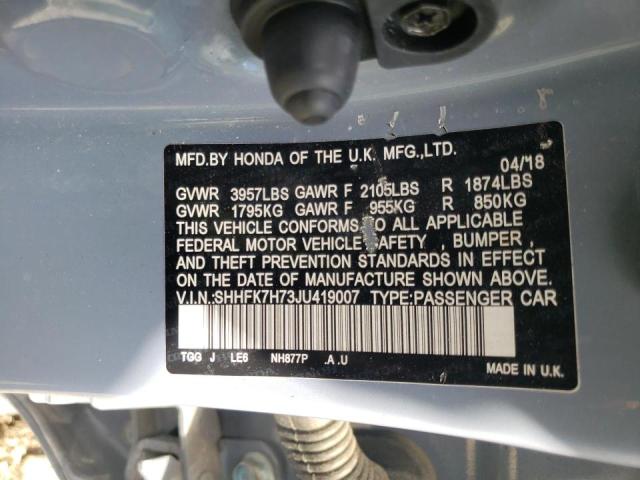 MFD.BY HONDA OF THE U.K. MFG.,LTD.
04/18
GVWR 3957LBS GAWR F 2105LBS R 1874LBS
GVWR 1795KG GAWR F 955KG R 850KG
THIS VEHICLE CONFORMS TO ALL APPLICABLE
FEDERAL MOTOR VEHICLE SAFETY , BUMPER ,
AND THEFT PREVENTION STANDARDS IN EFFECT
ON THE DATE OF MANUFACTURE SHOWN ABOVE.
V.I.N.:SHHFK7H73JU419007 TYPE:PASSENGER CAR
TGG J LE6 NH877P .A .U
MADE IN U.K.